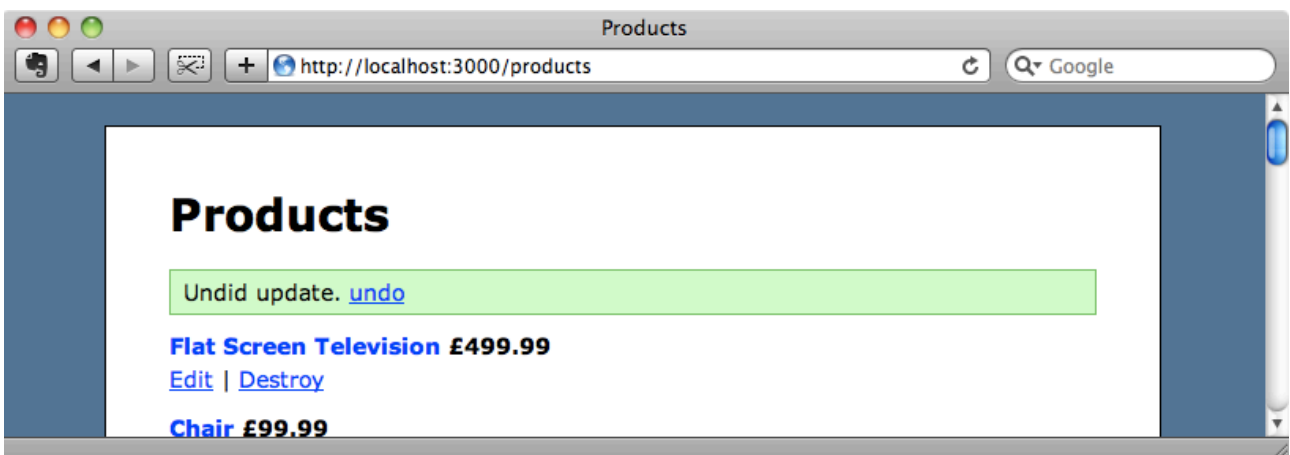 Products
http://localhost:3000/products
Google
Products
Undid update. undo
Flat Screen Television £499.99
Edit | Destroy
Chair £99.99